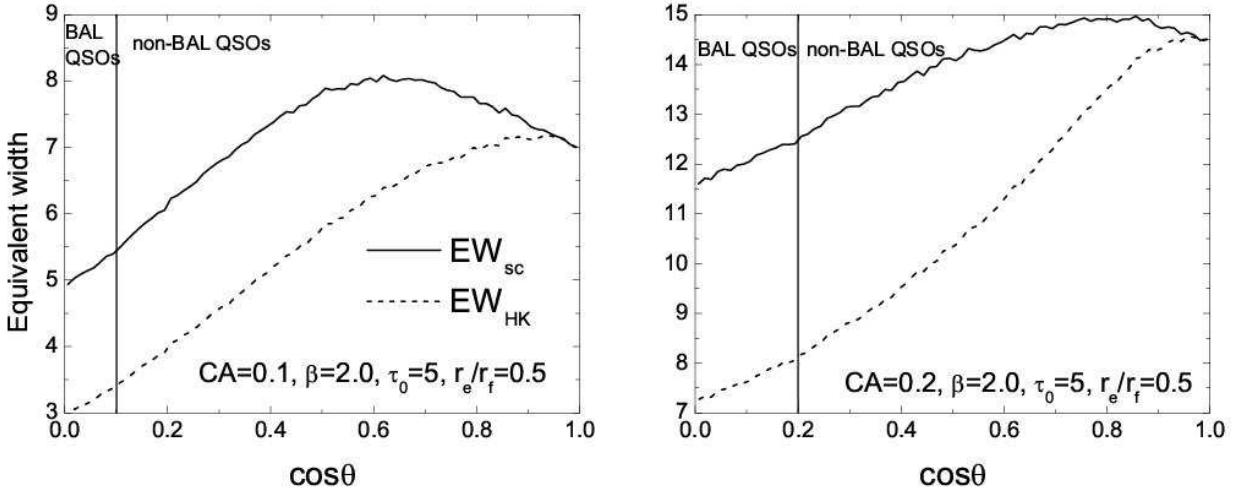 BAL
QSOs
non-BAL QSOs
9
8
7
6
5
4
3
Equivalent width
EW_sc
EW_HK
CA=0.1, β=2.0, τ_0=5, r_e/r_f=0.5
0.0 0.2 0.4 0.6 0.8 1.0
cosθ
15
14
13
12
11
10
9
8
7
BAL QSOs non-BAL QSOs
CA=0.2, β=2.0, τ_0=5, r_e/r_f=0.5
0.0 0.2 0.4 0.6 0.8 1.0
cosθ